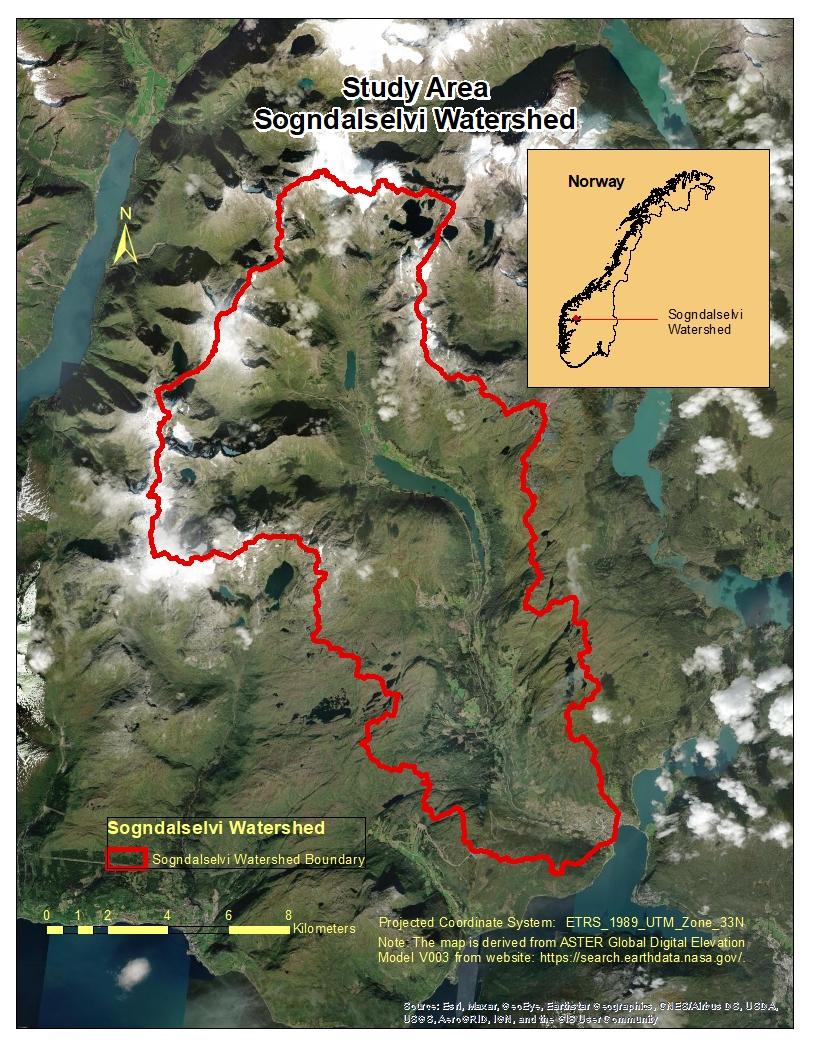 Study Area
Sogndalselvi Watershed
Norway
N
Sogndalselvi
Watershed
Sogndalselvi Watershed
Sogndalselvi Watershed Boundary
0 1 2 4 6 8
Kilometers
Projected Coordinate System: ETRS_1989_UTM_Zone_33N
Note: The map is derived from ASTER Global Digital Elevation
Model V003 from website: https://search.earthdata.nasa.gov/.
Source: Esri, Maxar, GeoEye, Earthstar Geographics, CNES/Airbus DS, USDA,
USGS, AeroGRID, IGN, and the GIS User Community